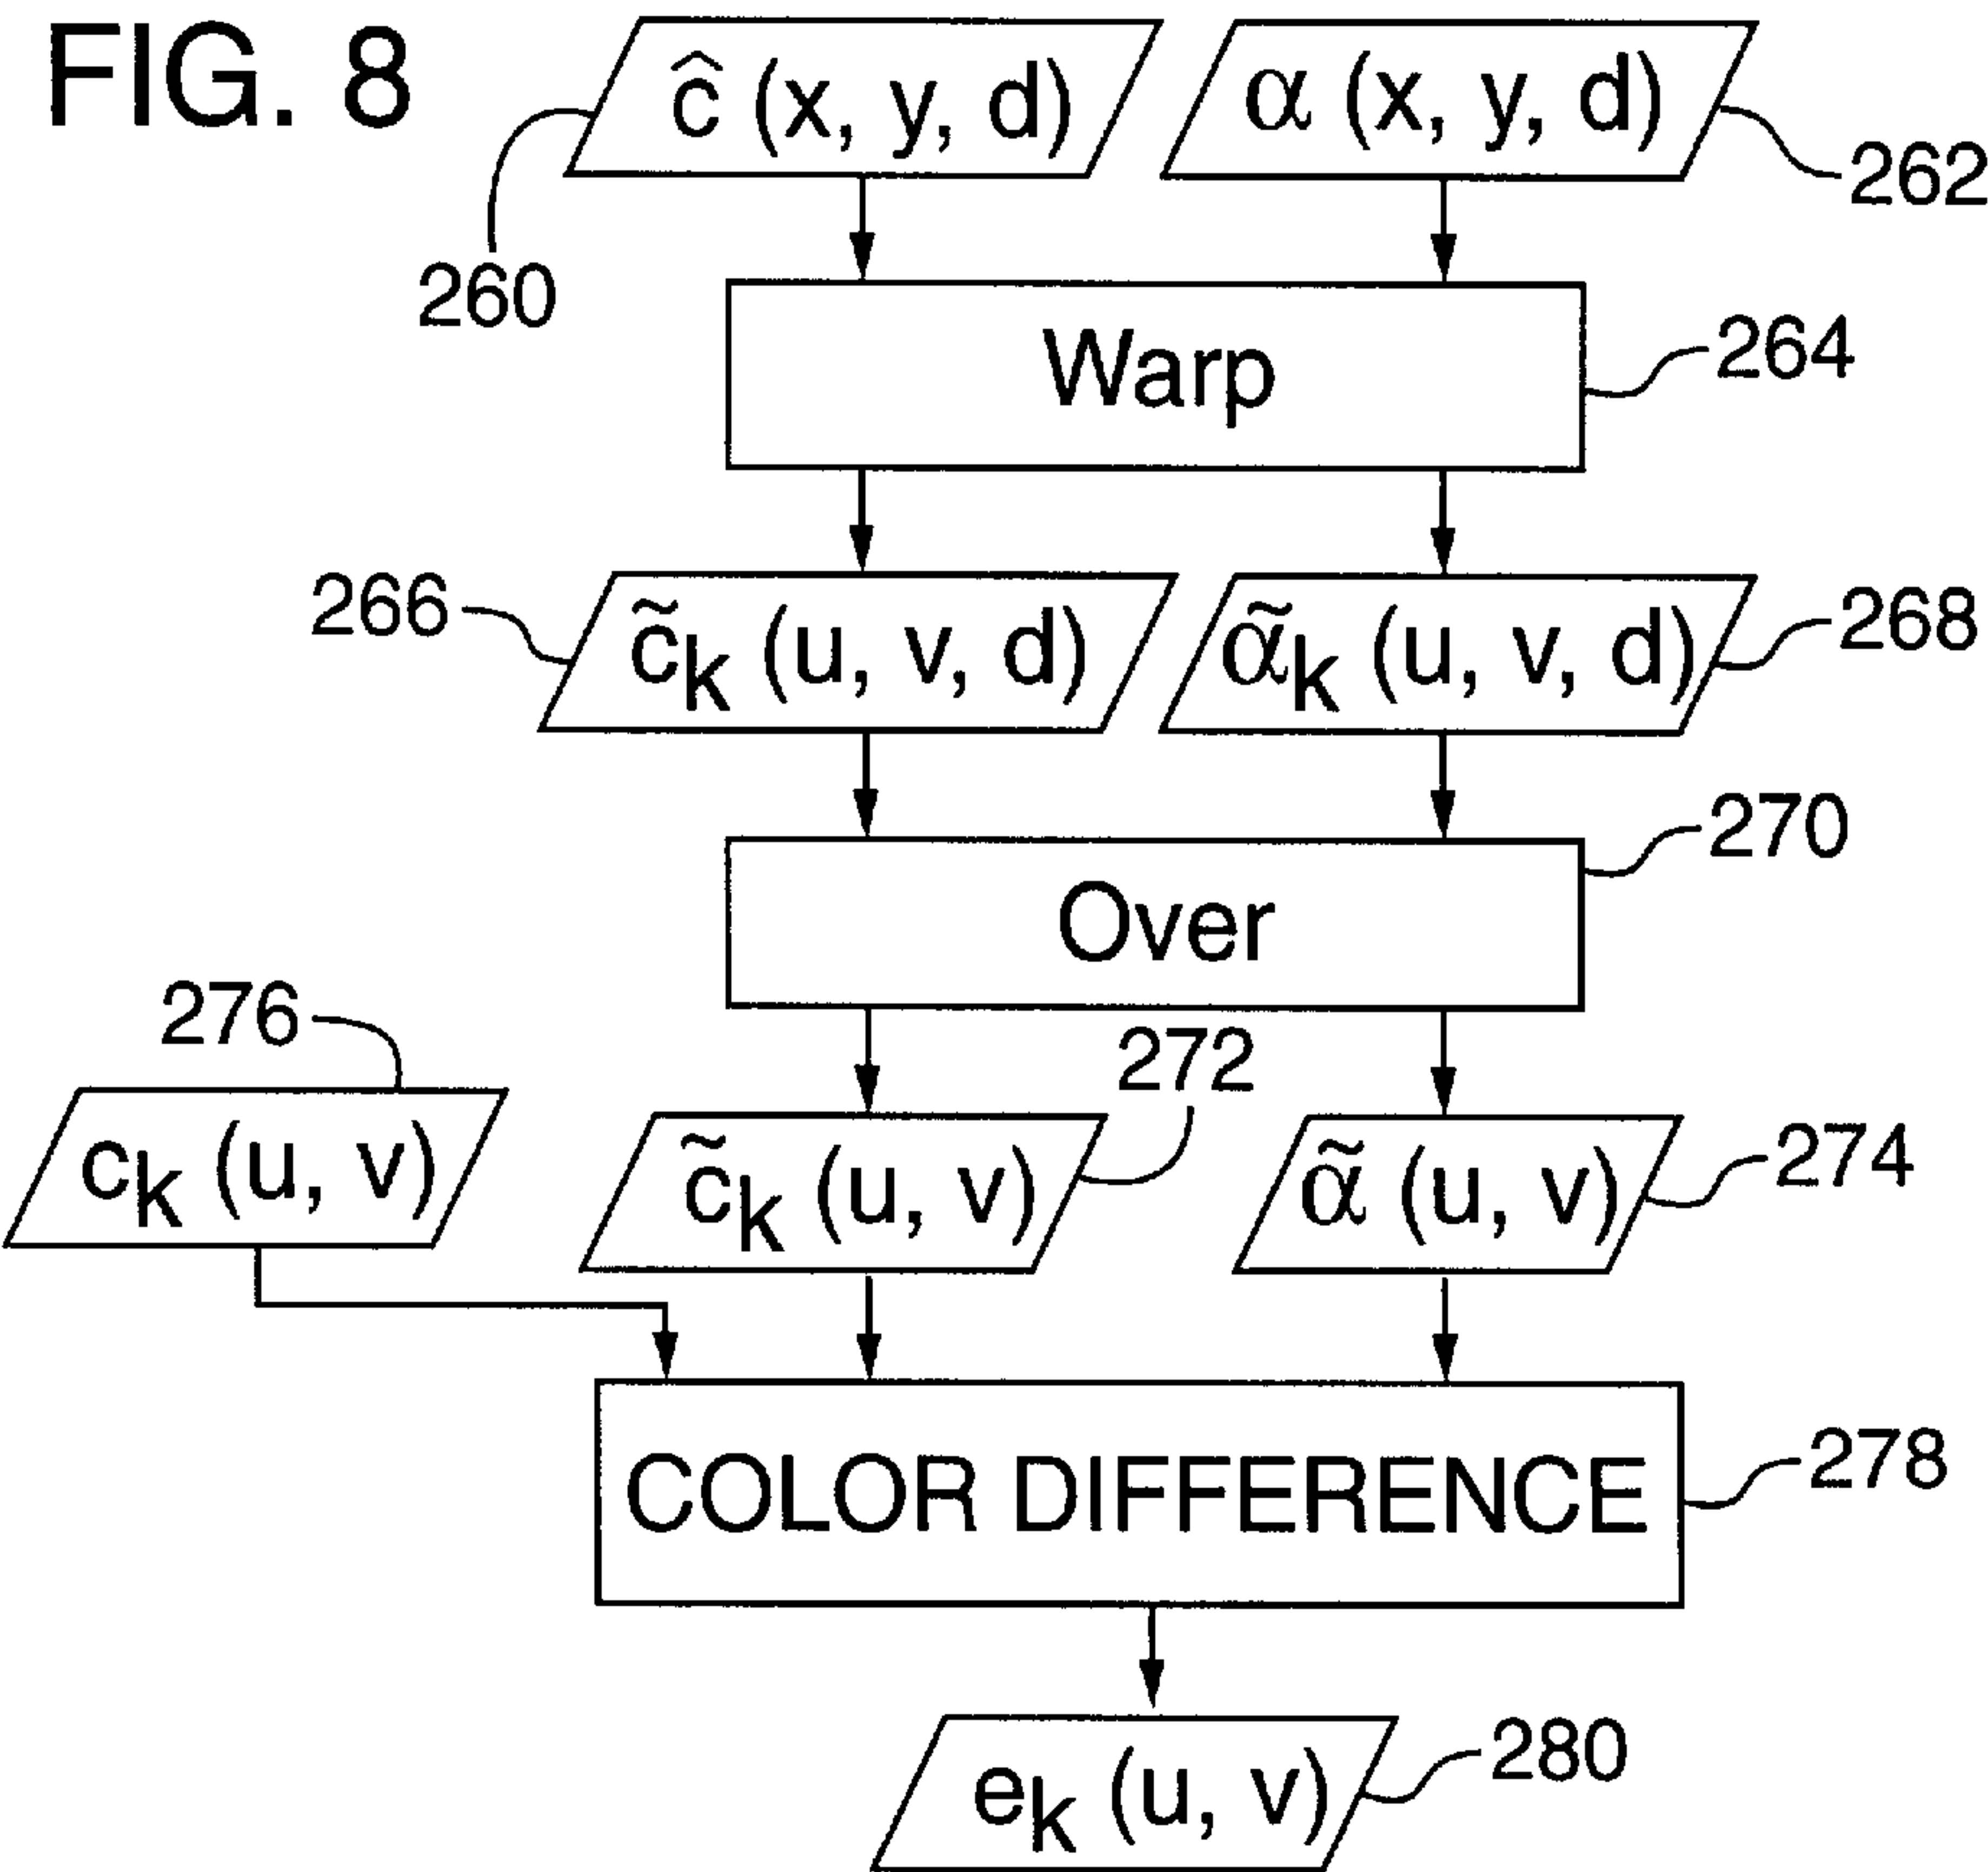 FIG. 8
ĉ (x, y, d)
α (x, y, d)
260
262
Warp
264
266
c̃k (u, v, d)
α̃k (u, v, d)
268
270
Over
276
272
ck (u, v)
c̃k (u, v)
α̃ (u, v)
274
COLOR DIFFERENCE
278
ek (u, v)
280